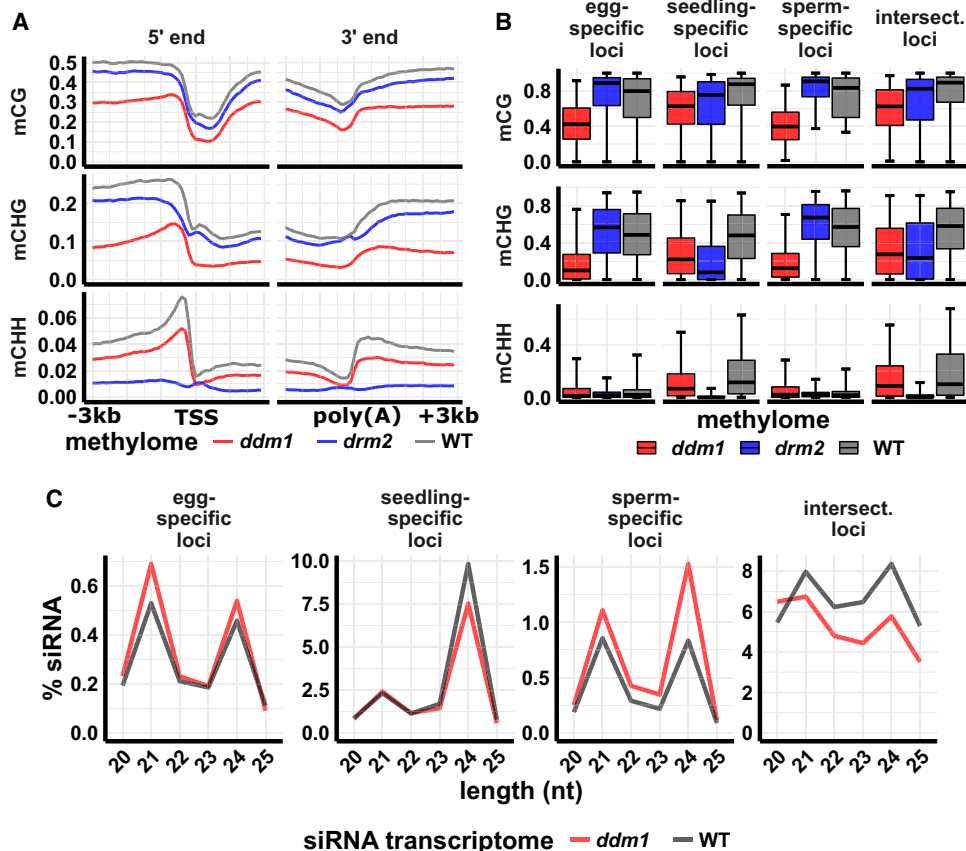 A
5' end
3' end
mCG
0.5
0.4
0.3
0.2
0.1
0.0
mCHG
0.2
0.1
0.0
mCHH
0.06
0.04
0.02
0.00
−3kb
TSS
poly(A)
+3kb
methylome
ddm1
drm2
WT
B
egg-
specific
loci
seedling-
specific
loci
sperm-
specific
loci
intersect.
loci
mCG
0.8
0.4
0.0
mCHG
0.8
0.4
0.0
mCHH
0.4
0.0
methylome
ddm1
drm2
WT
C
egg-
specific
loci
seedling-
specific
loci
sperm-
specific
loci
intersect.
loci
% siRNA
0.6
0.4
0.2
0.0
10.0
7.5
5.0
2.5
0.0
1.5
1.0
0.5
0.0
8
6
4
2
0
20 21 22 23 24 25
20 21 22 23 24 25
20 21 22 23 24 25
20 21 22 23 24 25
length (nt)
siRNA transcriptome
ddm1
WT